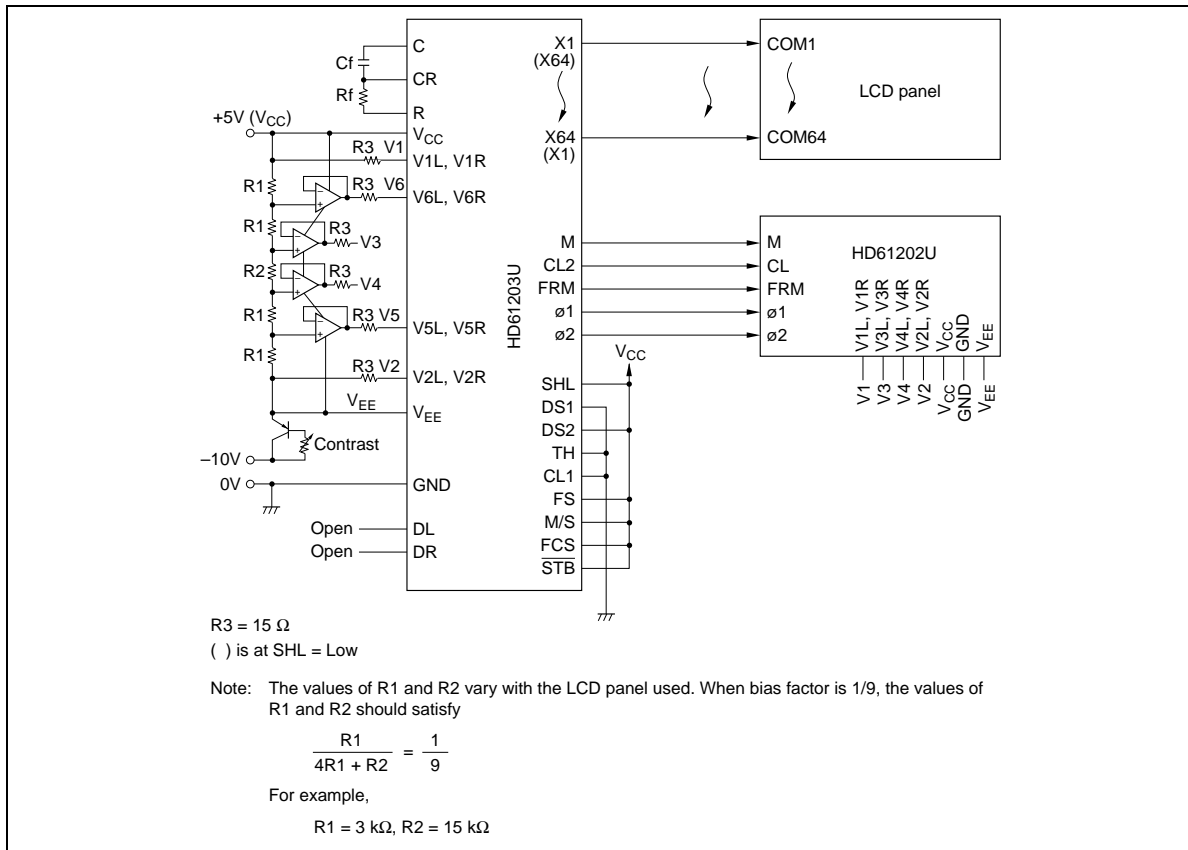 C
CR
R
Cf
Rf
+5V (VCC)
VCC
R3 V1
V1L, V1R
R1
R3 V6
V6L, V6R
R1
R3
V3
R2
R3
V4
R1
R3 V5
V5L, V5R
R1
R3 V2
V2L, V2R
VEE
VEE
Contrast
–10V
0V
GND
Open
DL
Open
DR
HD61203U
X1
(X64)
X64
(X1)
M
CL2
FRM
ø1
ø2
VCC
SHL
DS1
DS2
TH
CL1
FS
M/S
FCS
STB
COM1
LCD panel
COM64
M
CL
FRM
ø1
ø2
HD61202U
V1L, V1R
V3L, V3R
V4L, V4R
V2L, V2R
VCC
GND
VEE
V1
V3
V4
V2
VCC
GND
VEE
– +
– +
– +
– +
R3 = 15 Ω
( ) is at SHL = Low
Note: The values of R1 and R2 vary with the LCD panel used. When bias factor is 1/9, the values of
R1 and R2 should satisfy
R1 / 4R1 + R2 = 1 / 9
For example,
R1 = 3 kΩ, R2 = 15 kΩ